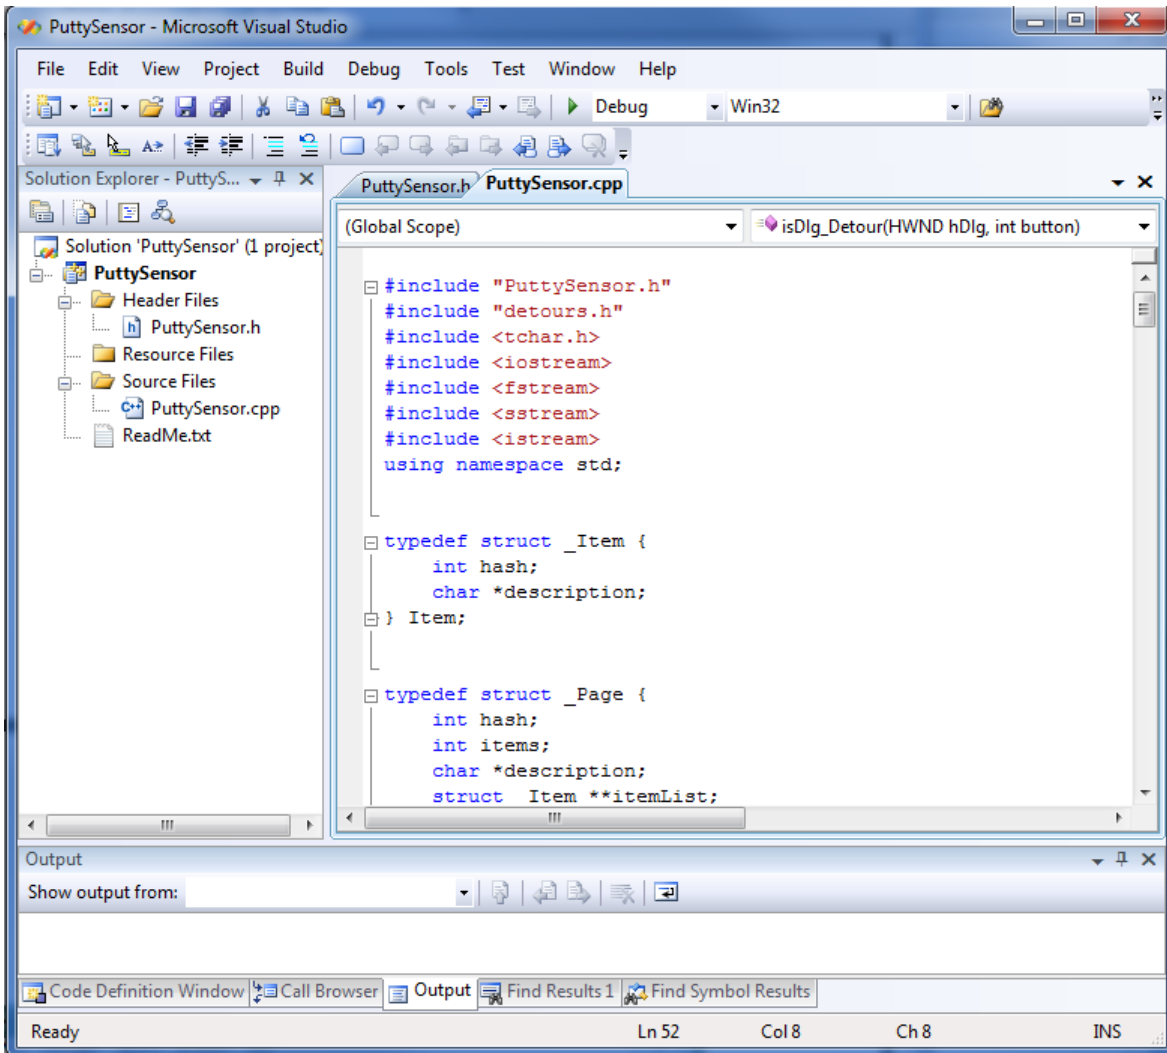 PuttySensor - Microsoft Visual Studio
File Edit View Project Build Debug Tools Test Window Help
Debug Win32
Solution Explorer - PuttyS...
Solution 'PuttySensor' (1 project)
PuttySensor
Header Files
PuttySensor.h
Resource Files
Source Files
PuttySensor.cpp
ReadMe.txt
PuttySensor.h PuttySensor.cpp
(Global Scope) isDlg_Detour(HWND hDlg, int button)
#include "PuttySensor.h"
#include "detours.h"
#include <tchar.h>
#include <iostream>
#include <fstream>
#include <sstream>
#include <istream>
using namespace std;
typedef struct _Item {
int hash;
char *description;
} Item;
typedef struct _Page {
int hash;
int items;
char *description;
struct _Item **itemList;
Output
Show output from:
Code Definition Window Call Browser Output Find Results 1 Find Symbol Results
Ready Ln 52 Col 8 Ch 8 INS